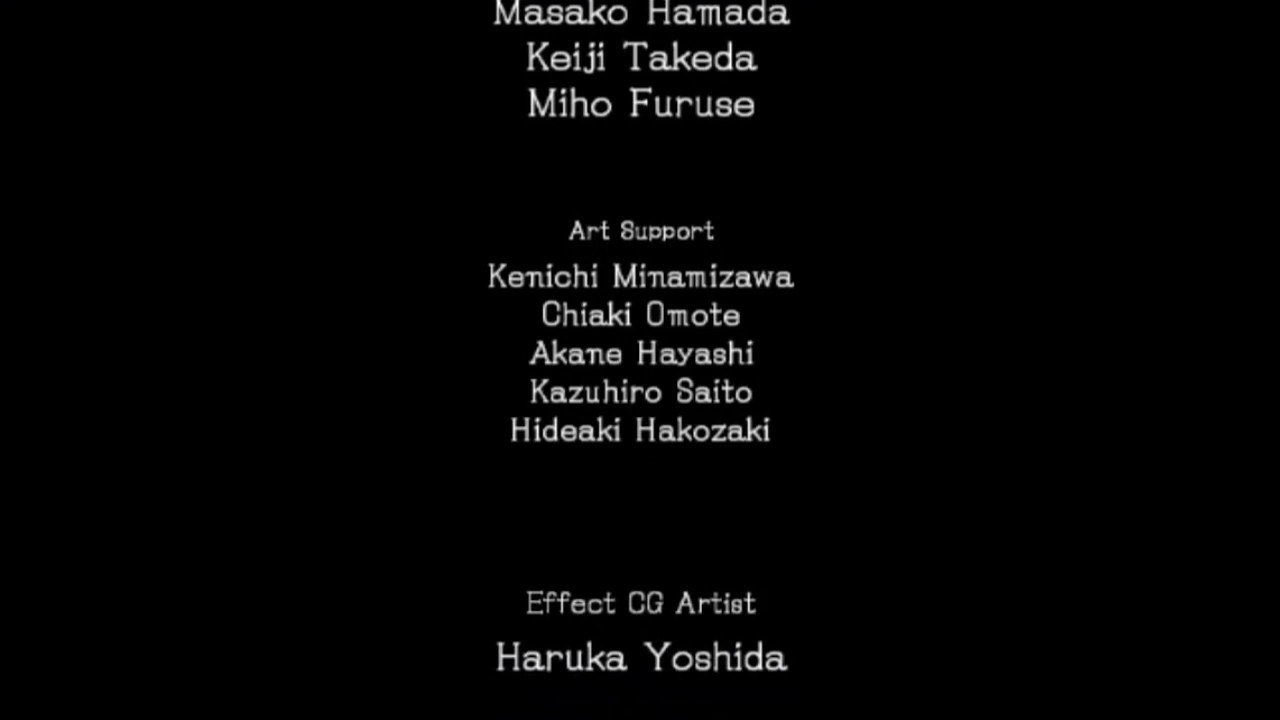 Masako Hamada
Keiji Takeda
Miho Furuse
Art Support
Kenichi Minamizawa
Chiaki Omote
Akane Hayashi
Kazuhiro Saito
Hideaki Hakozaki
Effect CG Artist
Haruka Yoshida